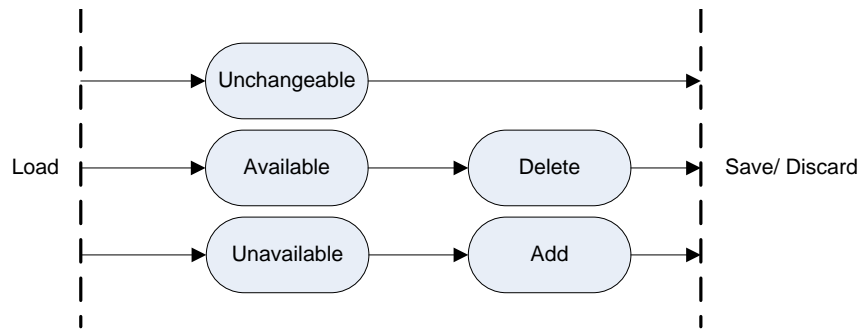 Unchangeable
Load
Available
Delete
Save/ Discard
Unavailable
Add